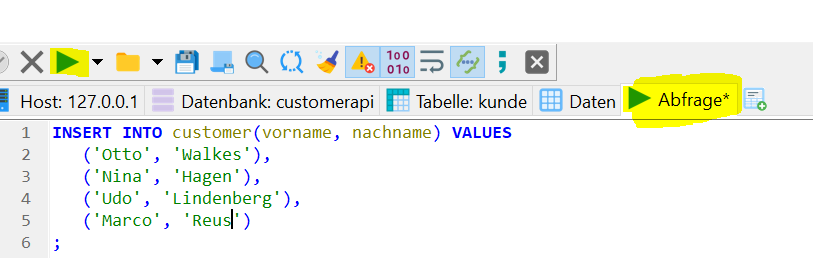 100
010
;
Host: 127.0.0.1 Datenbank: customerapi Tabelle: kunde Daten Abfrage*
1 INSERT INTO customer(vorname, nachname) VALUES
2 ('Otto', 'Walkes'),
3 ('Nina', 'Hagen'),
4 ('Udo', 'Lindenberg'),
5 ('Marco', 'Reus')
6 ;